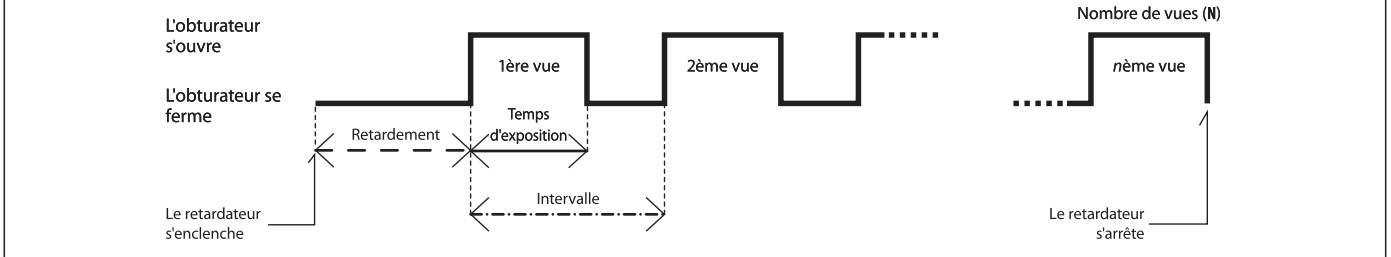 Nombre de vues (N)
L'obturateur
s'ouvre
1ère vue
2ème vue
nème vue
L'obturateur se
ferme
Temps
d'exposition
Retardement
Intervalle
Le retardateur
s'enclenche
Le retardateur
s'arrête